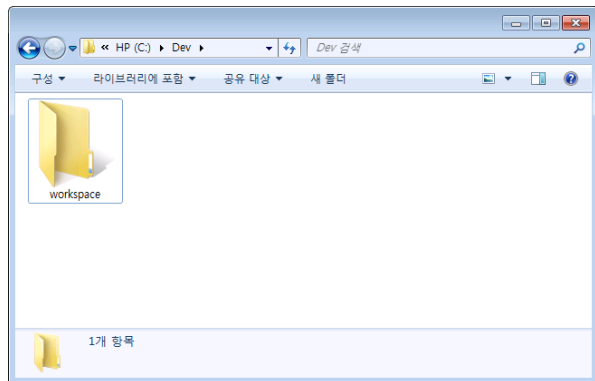 « HP (C:) ▸ Dev ▸
Dev 검색
구성 ▾ 라이브러리에 포함 ▾ 공유 대상 ▾ 새 폴더
workspace
1개 항목